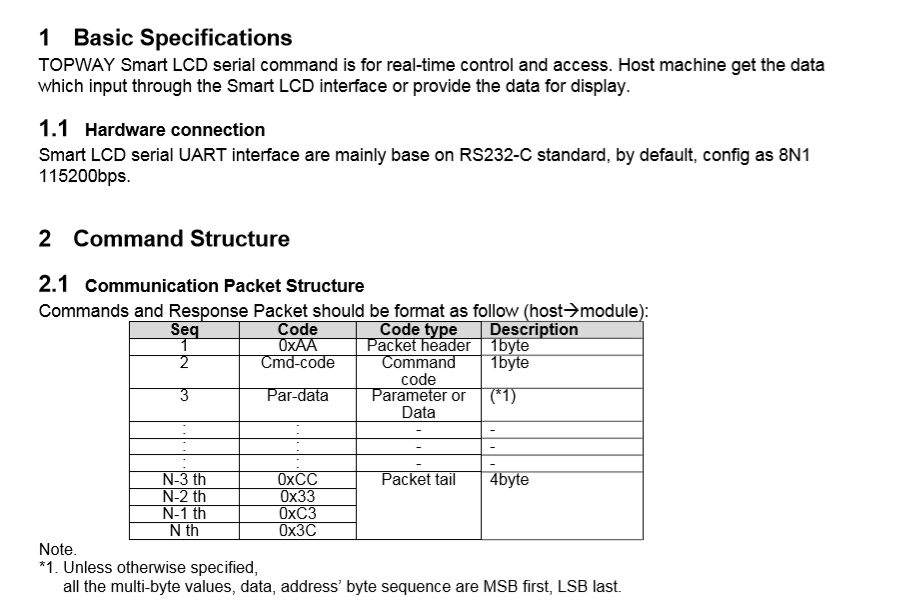 1 Basic Specifications
TOPWAY Smart LCD serial command is for real-time control and access. Host machine get the data
which input through the Smart LCD interface or provide the data for display.
1.1 Hardware connection
Smart LCD serial UART interface are mainly base on RS232-C standard, by default, config as 8N1
115200bps.
2 Command Structure
2.1 Communication Packet Structure
Commands and Response Packet should be format as follow (host→module):
Seq Code Code type Description
1 0xAA Packet header 1byte
2 Cmd-code Command 1byte
code
3 Par-data Parameter or (*1)
Data
: : - -
: : - -
: : - -
N-3 th 0xCC Packet tail 4byte
N-2 th 0x33
N-1 th 0xC3
N th 0x3C
Note.
*1. Unless otherwise specified,
all the multi-byte values, data, address’ byte sequence are MSB first, LSB last.